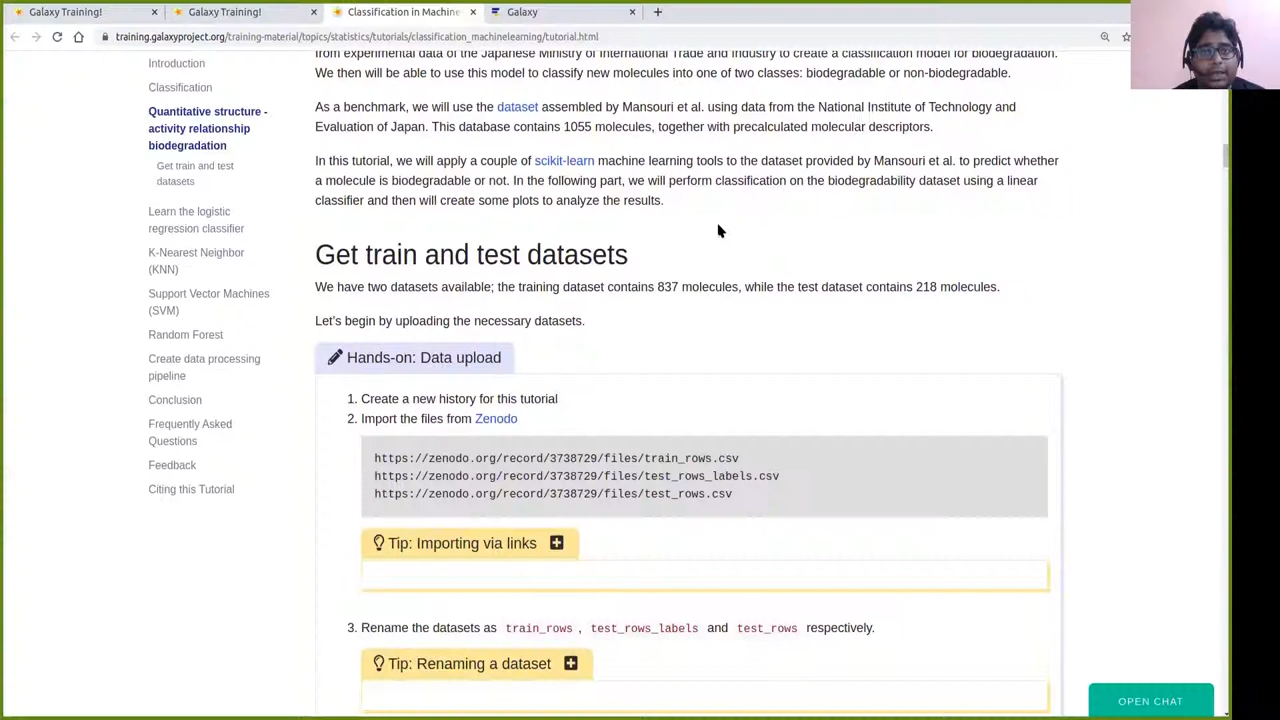 Galaxy Training!
Galaxy Training!
Classification in Machine
Galaxy
training.galaxyproject.org/training-material/topics/statistics/tutorials/classification_machinelearning/tutorial.html
Introduction
Classification
Quantitative structure -
activity relationship
biodegradation
Get train and test
datasets
Learn the logistic
regression classifier
K-Nearest Neighbor
(KNN)
Support Vector Machines
(SVM)
Random Forest
Create data processing
pipeline
Conclusion
Frequently Asked
Questions
Feedback
Citing this Tutorial
from experimental data of the Japanese Ministry of International Trade and Industry to create a classification model for biodegradation.
We then will be able to use this model to classify new molecules into one of two classes: biodegradable or non-biodegradable.
As a benchmark, we will use the dataset assembled by Mansouri et al. using data from the National Institute of Technology and
Evaluation of Japan. This database contains 1055 molecules, together with precalculated molecular descriptors.
In this tutorial, we will apply a couple of scikit-learn machine learning tools to the dataset provided by Mansouri et al. to predict whether
a molecule is biodegradable or not. In the following part, we will perform classification on the biodegradability dataset using a linear
classifier and then will create some plots to analyze the results.
Get train and test datasets
We have two datasets available; the training dataset contains 837 molecules, while the test dataset contains 218 molecules.
Let's begin by uploading the necessary datasets.
Hands-on: Data upload
1. Create a new history for this tutorial
2. Import the files from Zenodo
https://zenodo.org/record/3738729/files/train_rows.csv
https://zenodo.org/record/3738729/files/test_rows_labels.csv
https://zenodo.org/record/3738729/files/test_rows.csv
Tip: Importing via links
3. Rename the datasets as train_rows , test_rows_labels and test_rows respectively.
Tip: Renaming a dataset
OPEN CHAT